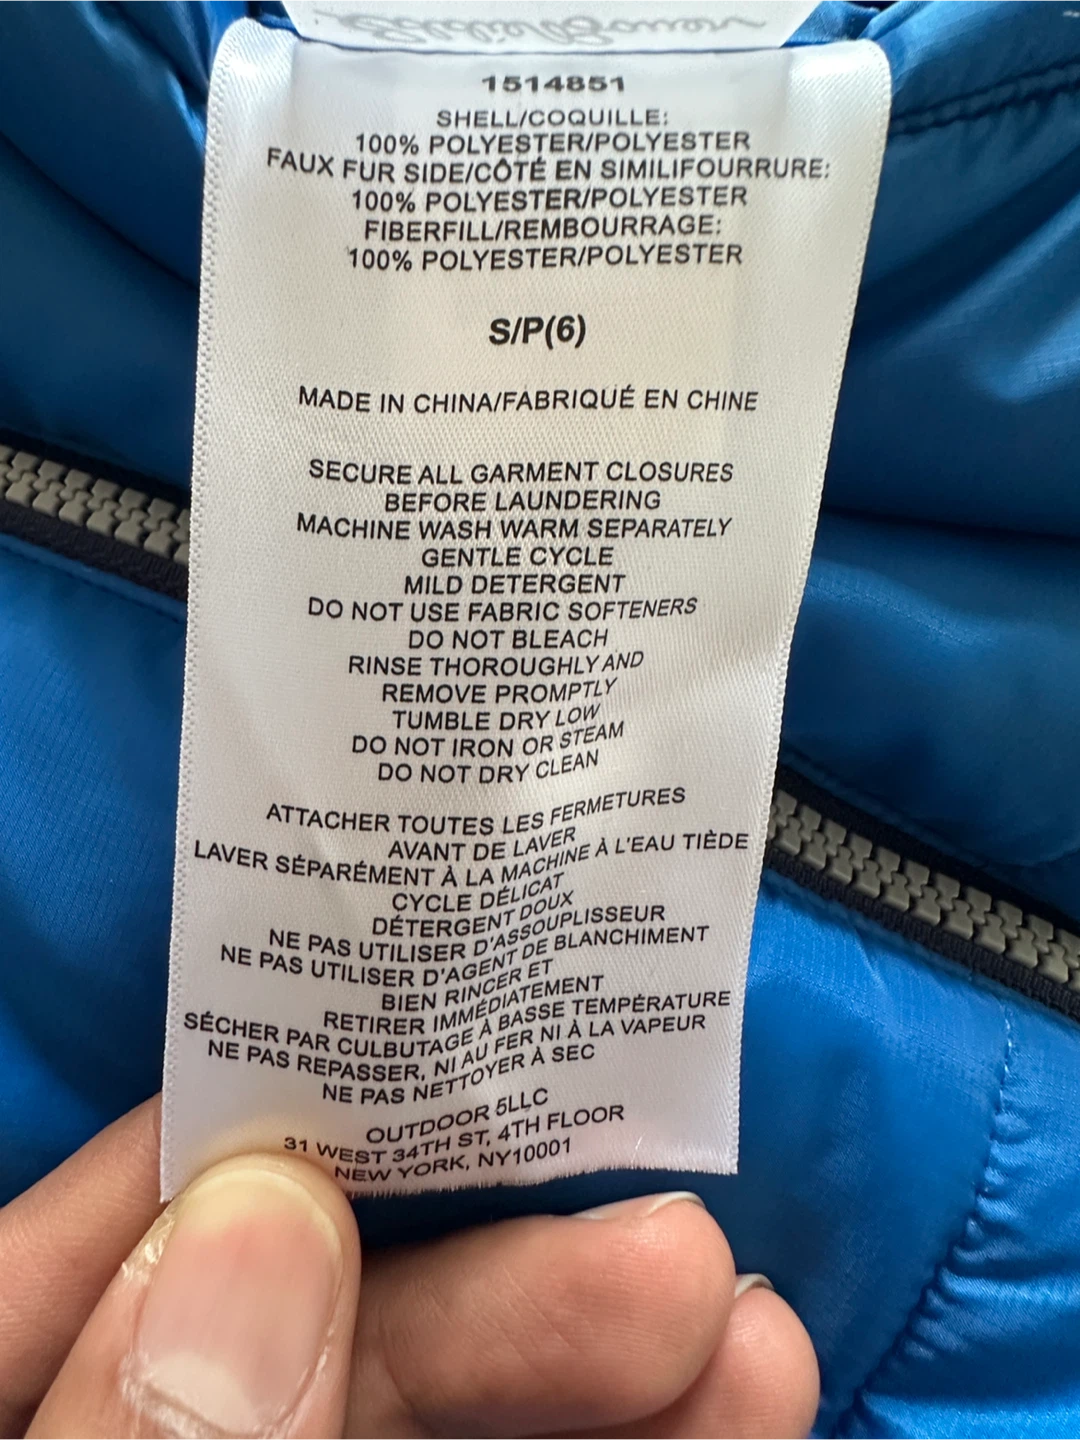 Eddie Bauer
1514851
SHELL/COQUILLE:
100% POLYESTER/POLYESTER
FAUX FUR SIDE/CÔTÉ EN SIMILIFOURRURE:
100% POLYESTER/POLYESTER
FIBERFILL/REMBOURRAGE:
100% POLYESTER/POLYESTER
S/P(6)
MADE IN CHINA/FABRIQUÉ EN CHINE
SECURE ALL GARMENT CLOSURES
BEFORE LAUNDERING
MACHINE WASH WARM SEPARATELY
GENTLE CYCLE
MILD DETERGENT
DO NOT USE FABRIC SOFTENERS
DO NOT BLEACH
RINSE THOROUGHLY AND
REMOVE PROMPTLY
TUMBLE DRY LOW
DO NOT IRON OR STEAM
DO NOT DRY CLEAN
ATTACHER TOUTES LES FERMETURES
AVANT DE LAVER
LAVER SÉPARÉMENT À LA MACHINE À L'EAU TIÈDE
CYCLE DÉLICAT
DÉTERGENT DOUX
NE PAS UTILISER D'ASSOUPLISSEUR
NE PAS UTILISER D'AGENT DE BLANCHIMENT
BIEN RINCER ET
RETIRER IMMÉDIATEMENT
SÉCHER PAR CULBUTAGE À BASSE TEMPÉRATURE
NE PAS REPASSER, NI AU FER NI À LA VAPEUR
NE PAS NETTOYER À SEC
OUTDOOR 5LLC
31 WEST 34TH ST, 4TH FLOOR
NEW YORK, NY10001